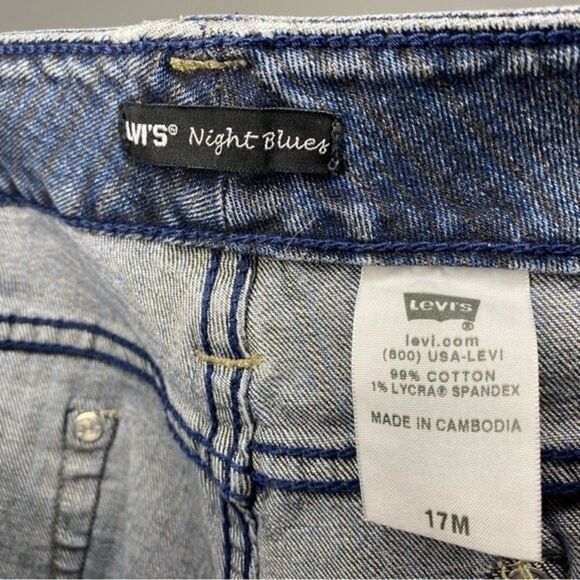 LEVI'S® Night Blues
Levi's
®
levi.com
(800) USA-LEVI
99% COTTON
1% LYCRA® SPANDEX
MADE IN CAMBODIA
17M